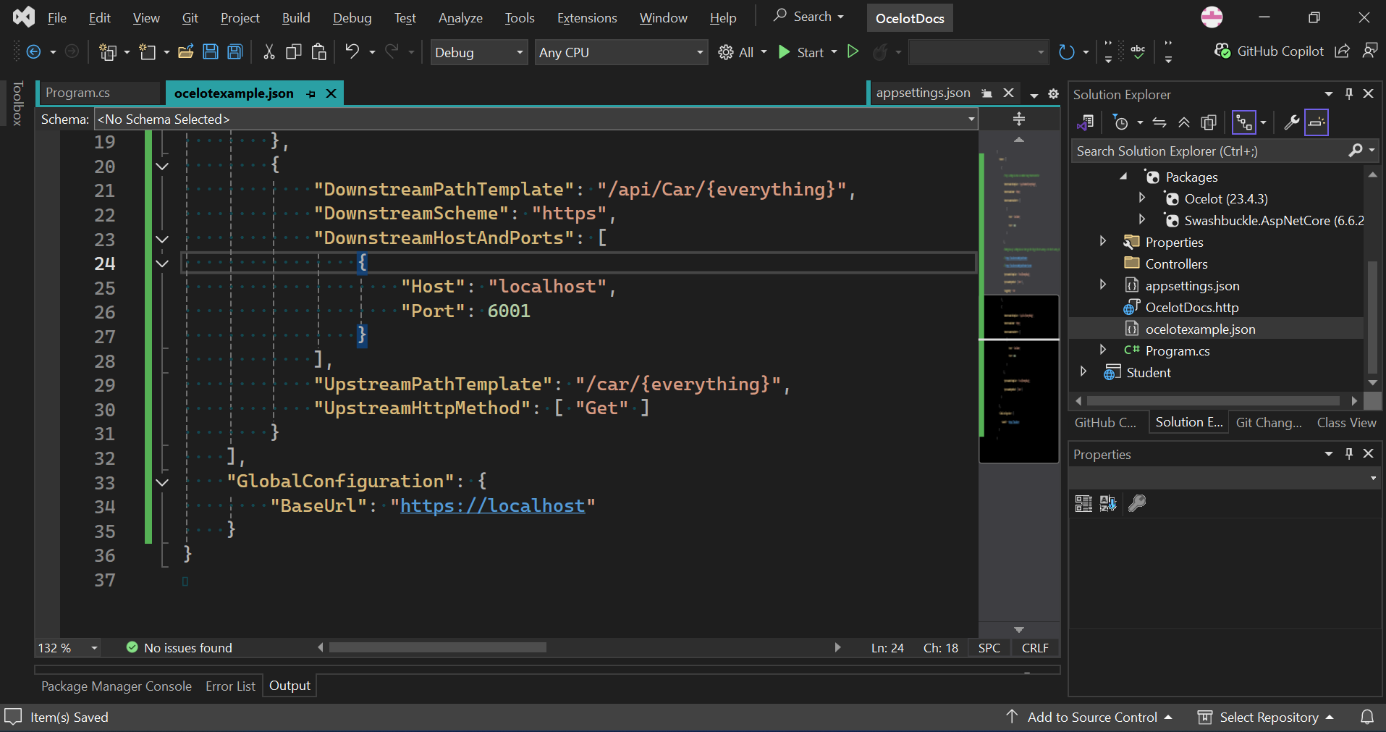 File Edit View Git Project Build Debug Test Analyze Tools Extensions Window Help Search OcelotDocs
Debug Any CPU All Start abc GitHub Copilot
Toolbox
Program.cs ocelotexample.json appsettings.json
Schema: <No Schema Selected>
19 },
20 {
21 "DownstreamPathTemplate": "/api/Car/{everything}",
22 "DownstreamScheme": "https",
23 "DownstreamHostAndPorts": [
24 {
25 "Host": "localhost",
26 "Port": 6001
27 }
28 ],
29 "UpstreamPathTemplate": "/car/{everything}",
30 "UpstreamHttpMethod": [ "Get" ]
31 }
32 ],
33 "GlobalConfiguration": {
34 "BaseUrl": "https://localhost"
35 }
36 }
37
132 % No issues found Ln: 24 Ch: 18 SPC CRLF
Package Manager Console Error List Output
Solution Explorer
Search Solution Explorer (Ctrl+;)
Packages
Ocelot (23.4.3)
Swashbuckle.AspNetCore (6.6.2
Properties
Controllers
appsettings.json
OcelotDocs.http
ocelotexample.json
C# Program.cs
Student
GitHub C... Solution E... Git Chang... Class View
Properties
Item(s) Saved Add to Source Control Select Repository